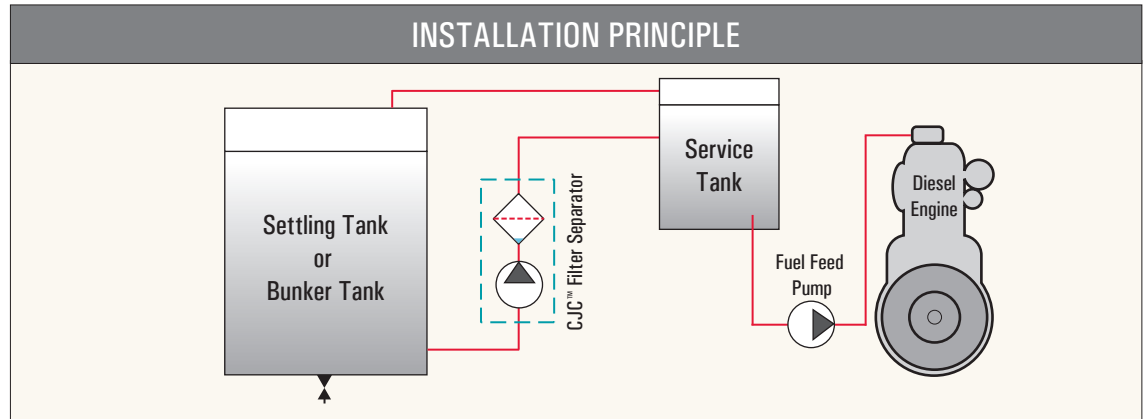 INSTALLATION PRINCIPLE
Settling Tank
or
Bunker Tank
CJC™ Filter Separator
Service
Tank
Fuel Feed
Pump
Diesel
Engine